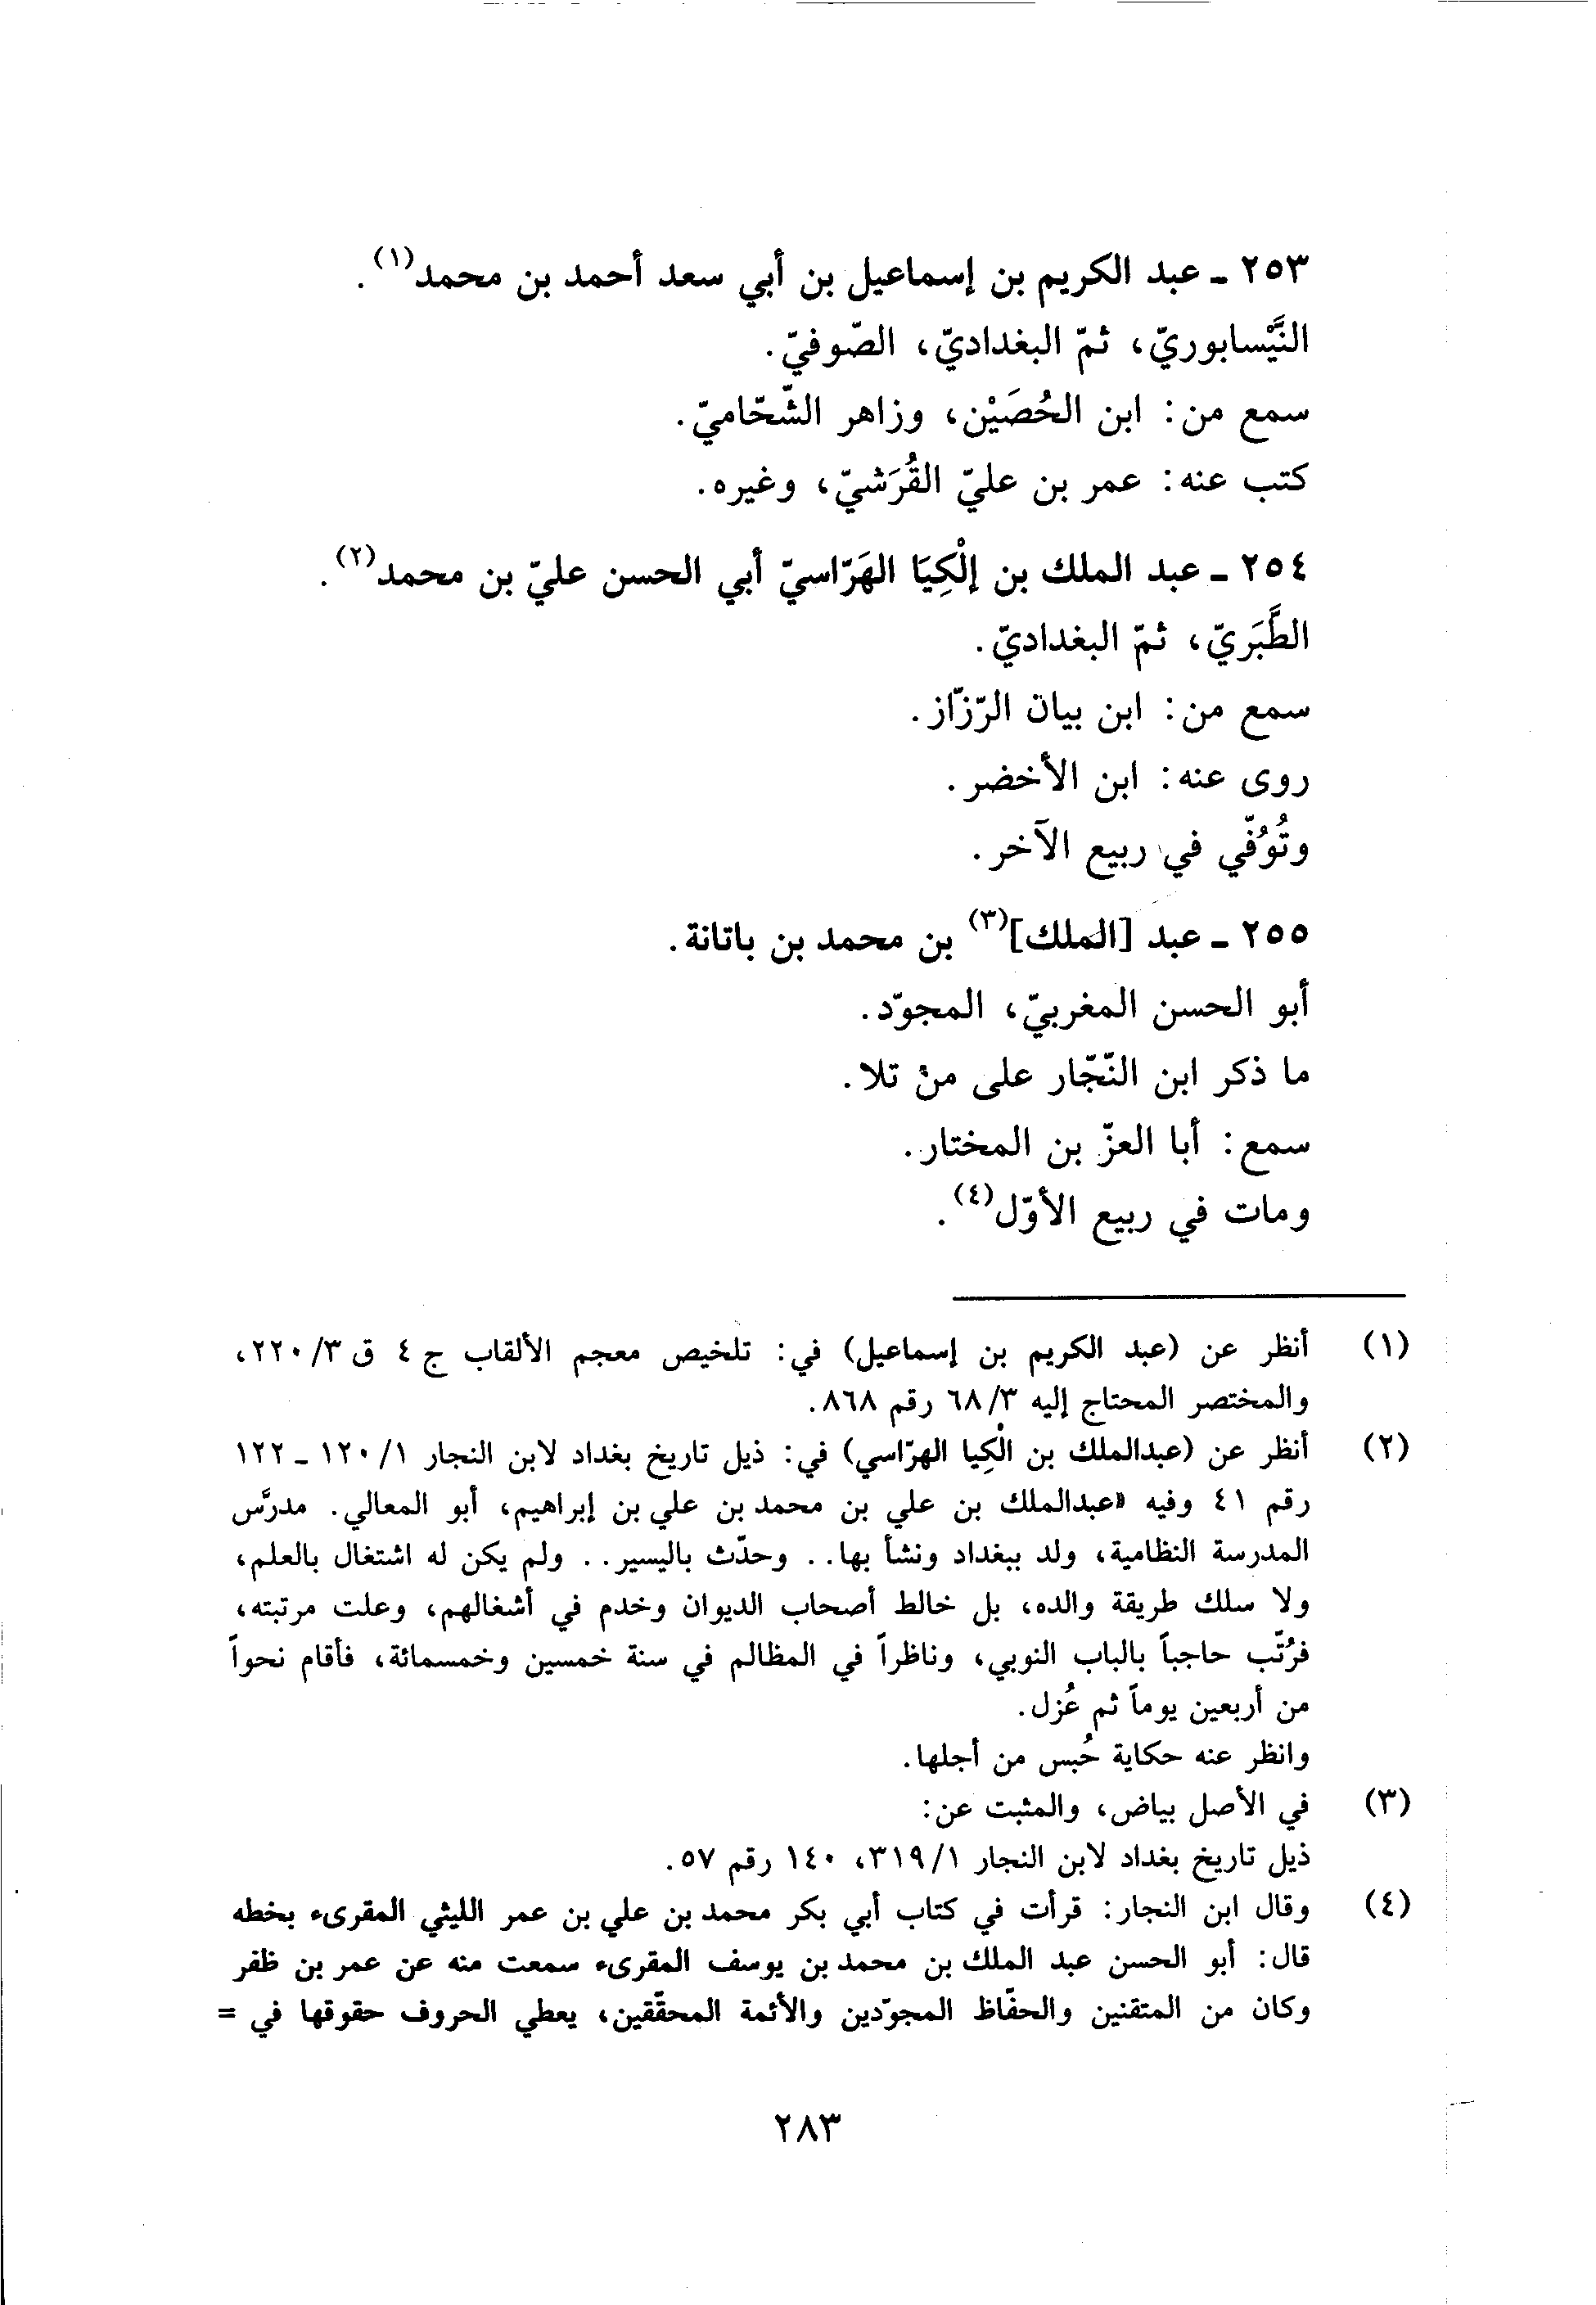 ٢٥٣ ـ عبد الكريم بن إسماعيل بن أبي سعد أحمد بن محمد(١).
النَّيْسابوريّ، ثمّ البغداديّ، الصّوفيّ.
سمع من: ابن الحُصَيْن، وزاهر الشّحّاميّ.
كتب عنه: عمر بن عليّ القُرَشيّ، وغيره.
٢٥٤ ـ عبد الملك بن إلْكِيَا الهَرّاسيّ أبي الحسن عليّ بن محمد(٢).
الطَّبَريّ، ثمّ البغداديّ.
سمع من: ابن بيان الرّزّاز.
روى عنه: ابن الأخضر.
وتُوُفّي في ربيع الآخر.
٢٥٥ ـ عبد [الملك](٣) بن محمد بن باتانة.
أبو الحسن المغربيّ، المجوّد.
ما ذكر ابن النّجّار على منْ تلا.
سمع: أبا العزّ بن المختار.
ومات في ربيع الأوّل(٤).
(١) أنظر عن (عبد الكريم بن إسماعيل) في: تلخيص معجم الألقاب ج ٤ ق ٣/ ٢٢٠،
والمختصر المحتاج إليه ٣/ ٦٨ رقم ٨٦٨.
(٢) أنظر عن (عبدالملك بن الْكِيا الهرّاسي) في: ذيل تاريخ بغداد لابن النجار ١/ ١٢٠ ـ ١٢٢
رقم ٤١ وفيه «عبدالملك بن علي بن محمد بن علي بن إبراهيم، أبو المعالي. مدرَّس
المدرسة النظامية، ولد ببغداد ونشأ بها.. وحدّث باليسير.. ولم يكن له اشتغال بالعلم،
ولا سلك طريقة والده، بل خالط أصحاب الديوان وخدم في أشغالهم، وعلت مرتبته،
فرُتّب حاجباً بالباب النوبي، وناظراً في المظالم في سنة خمسين وخمسمائة، فأقام نحواً
من أربعين يوماً ثم عُزل.
وانظر عنه حكاية حُبس من أجلها.
(٣) في الأصل بياض، والمثبت عن:
ذيل تاريخ بغداد لابن النجار ١/ ٣١٩، ١٤٠ رقم ٥٧.
(٤) وقال ابن النجار: قرأت في كتاب أبي بكر محمد بن علي بن عمر الليثي المقرىء بخطه
قال: أبو الحسن عبد الملك بن محمد بن يوسف المقرىء سمعت منه عن عمر بن ظفر
وكان من المتقنين والحفّاظ المجوّدين والأئمة المحقّقين، يعطي الحروف حقوقها في =
٢٨٣